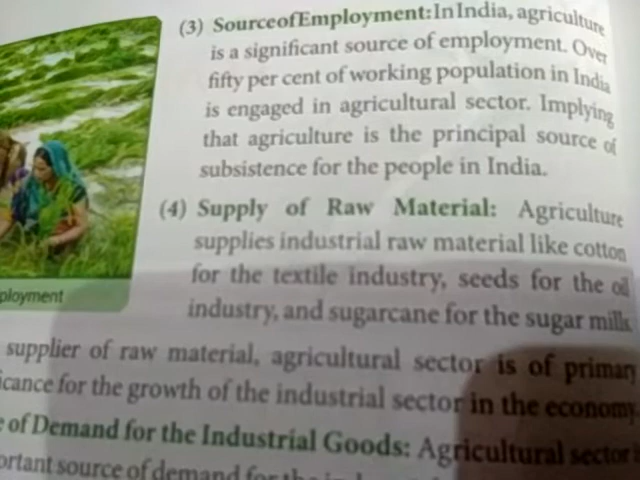 (3) SourceofEmployment:InIndia, agriculture
is a significant source of employment. Over
fifty per cent of working population in India
is engaged in agricultural sector. Implying
that agriculture is the principal source of
subsistence for the people in India.
(4) Supply of Raw Material: Agriculture
supplies industrial raw material like cotton
for the textile industry, seeds for the oil
industry, and sugarcane for the sugar mills
ployment
supplier of raw material, agricultural sector is of primary
icance for the growth of the industrial sector in the economy
of Demand for the Industrial Goods: Agricultural sector
ortant source of demand for the